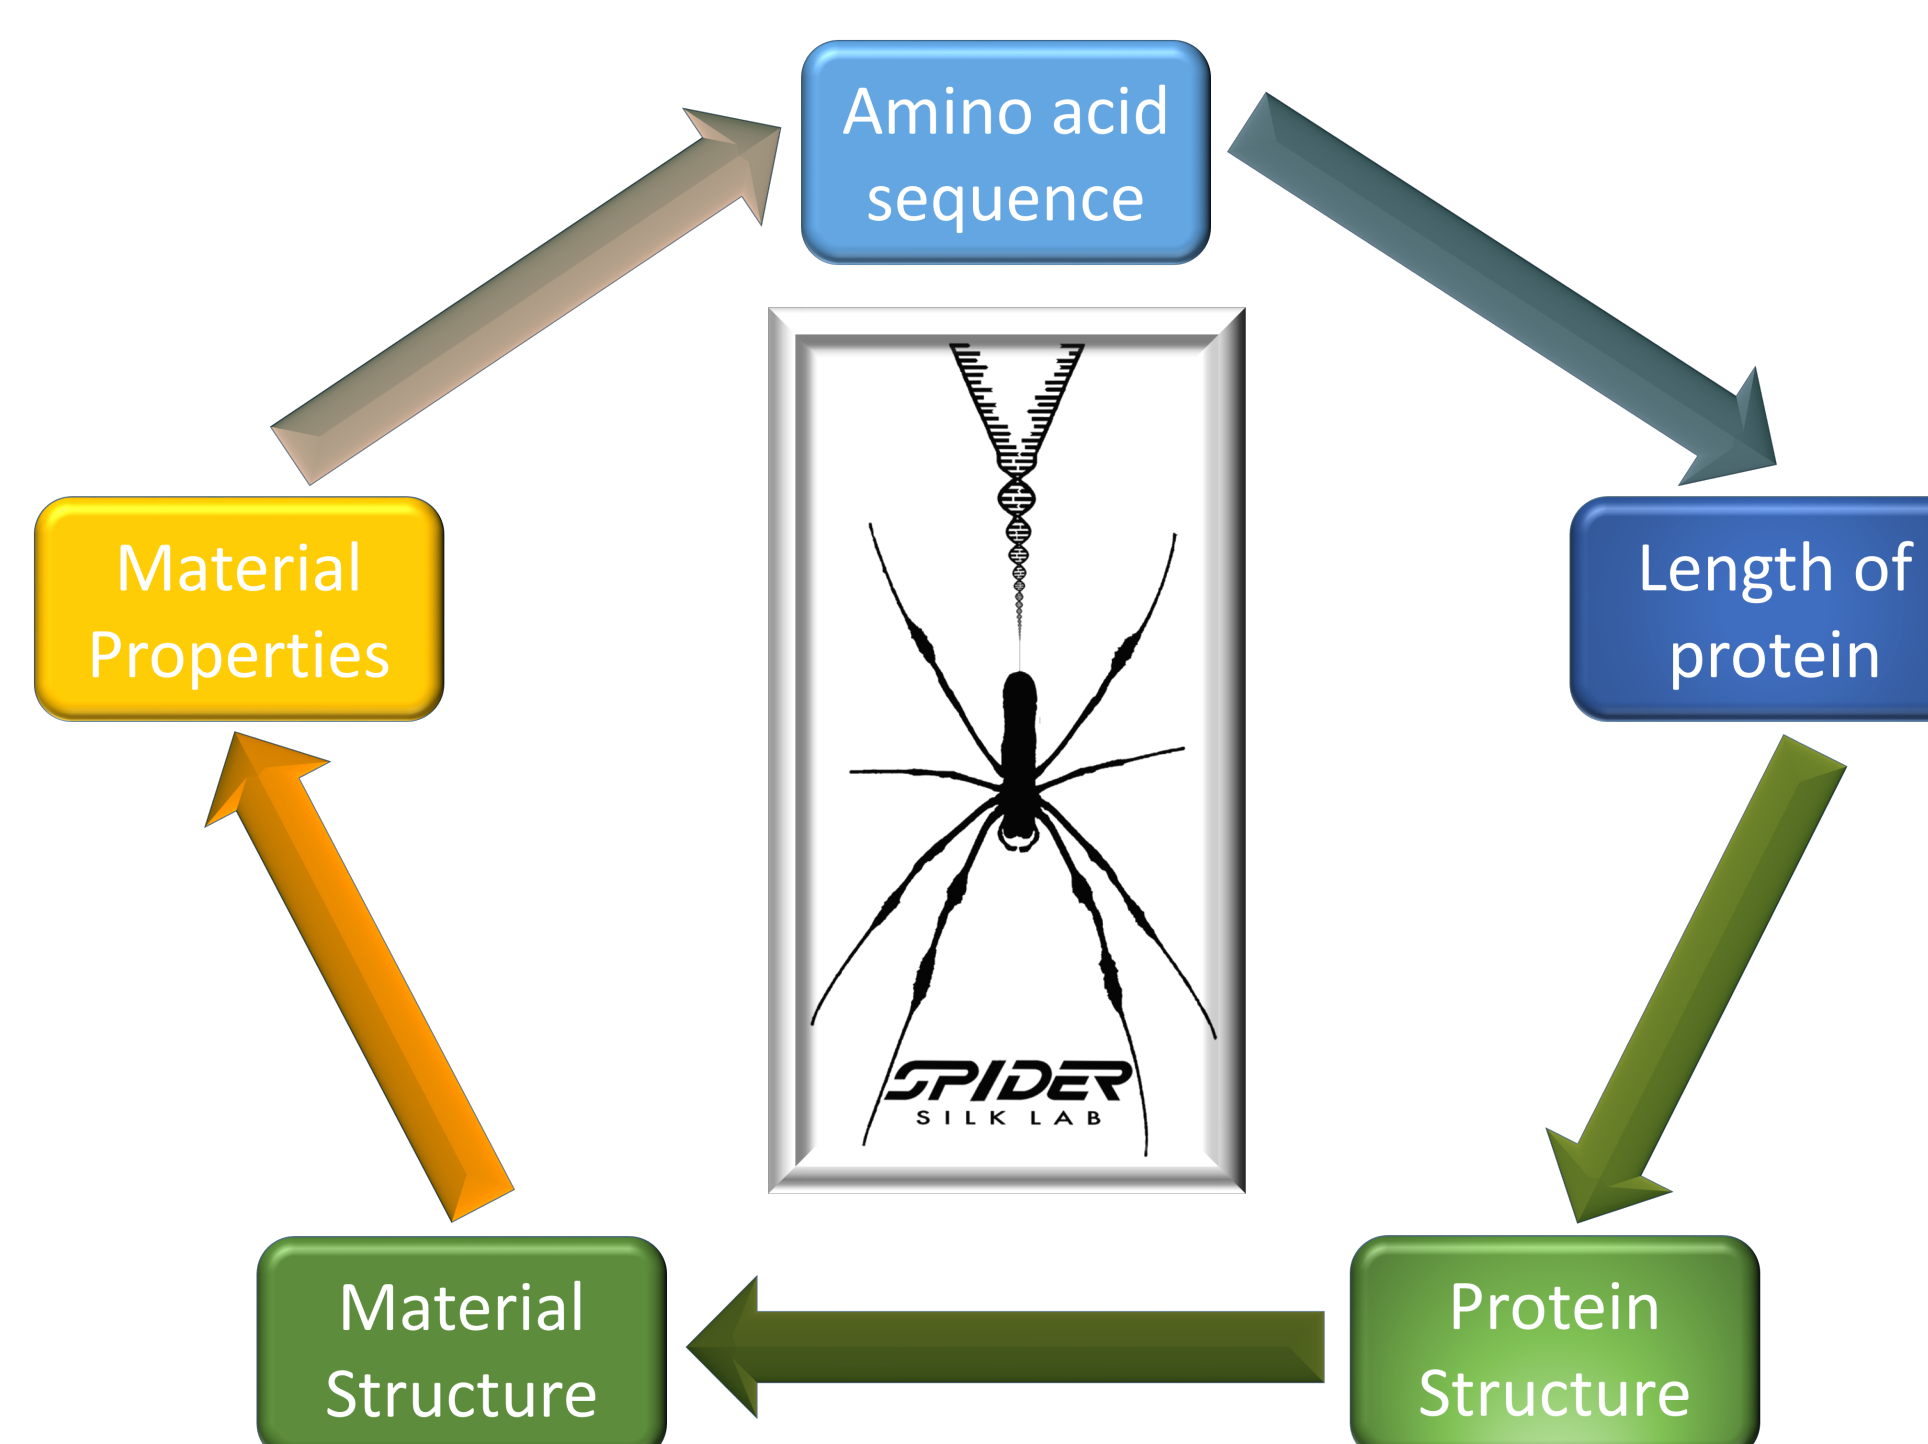 Amino acid
sequence
Length of
protein
Protein
Structure
Material
Structure
Material
Properties
SPIDER
SILK LAB